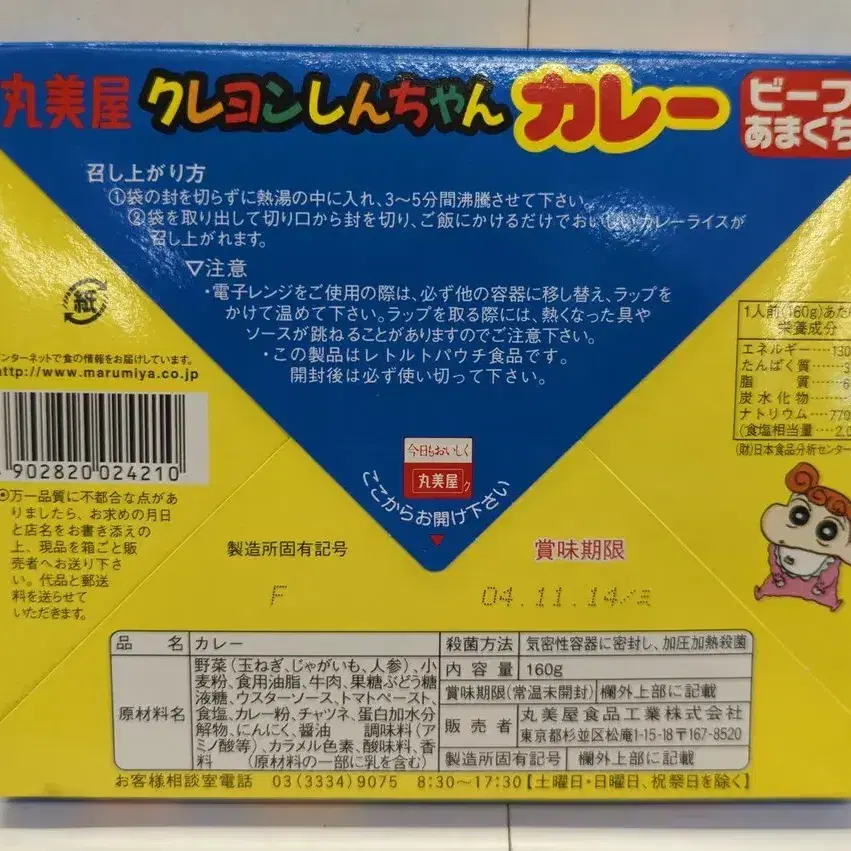 丸美屋 クレヨンしんちゃん カレー ビーフ
あまくち
召し上がり方
①袋の封を切らずに熱湯の中に入れ、3〜5分間沸騰させて下さい。
②袋を取り出して切り口から封を切り、ご飯にかけるだけでおいしいカレーライスが
召し上がれます。
▽注意
・電子レンジをご使用の際は、必ず他の容器に移し替え、ラップを
かけて温めて下さい。ラップを取る際には、熱くなった具や
ソースが跳ねることがありますのでご注意下さい。
・この製品はレトルトパウチ食品です。
開封後は必ず使い切って下さい。
紙
ンターネットで食の情報をお届けしています。
http://www.marumiya.co.jp
902820 024210
◎万一品質に不都合な点があ
りましたら、お求めの月日
と店名をお書き添えの
上、現品を箱ごと販
売者へお送り下さ
い。代品と郵送
料を送らせて
いただきます。
1人前(160g)あた
栄養成分
エネルギー‥‥130
たんぱく質‥‥3
脂 質‥‥6
炭水化物‥‥
ナトリウム‥‥779
(食塩相当量‥‥2.0
(財)日本食品分析センター
今日もおいしく
丸美屋
ここからお開け下さい
製造所固有記号
F
賞味期限
04.11.14
品 名 カレー
原材料名 野菜(玉ねぎ、じゃがいも、人参)、小
麦粉、食用油脂、牛肉、果糖ぶどう糖
液糖、ウスターソース、トマトペースト、
食塩、カレー粉、チャツネ、蛋白加水分
解物、にんにく、醤油 調味料(ア
ミノ酸等)、カラメル色素、酸味料、香
料 (原材料の一部に乳を含む)
殺菌方法 気密性容器に密封し、加圧加熱殺菌
内容量 160g
賞味期限(常温未開封) 欄外上部に記載
販売者 丸美屋食品工業株式会社
東京都杉並区松庵1-15-18〒167-8520
製造所固有記号 欄外上部に記載
お客様相談室電話 03(3334)9075 8:30〜17:30【土曜日・日曜日、祝祭日を除く】